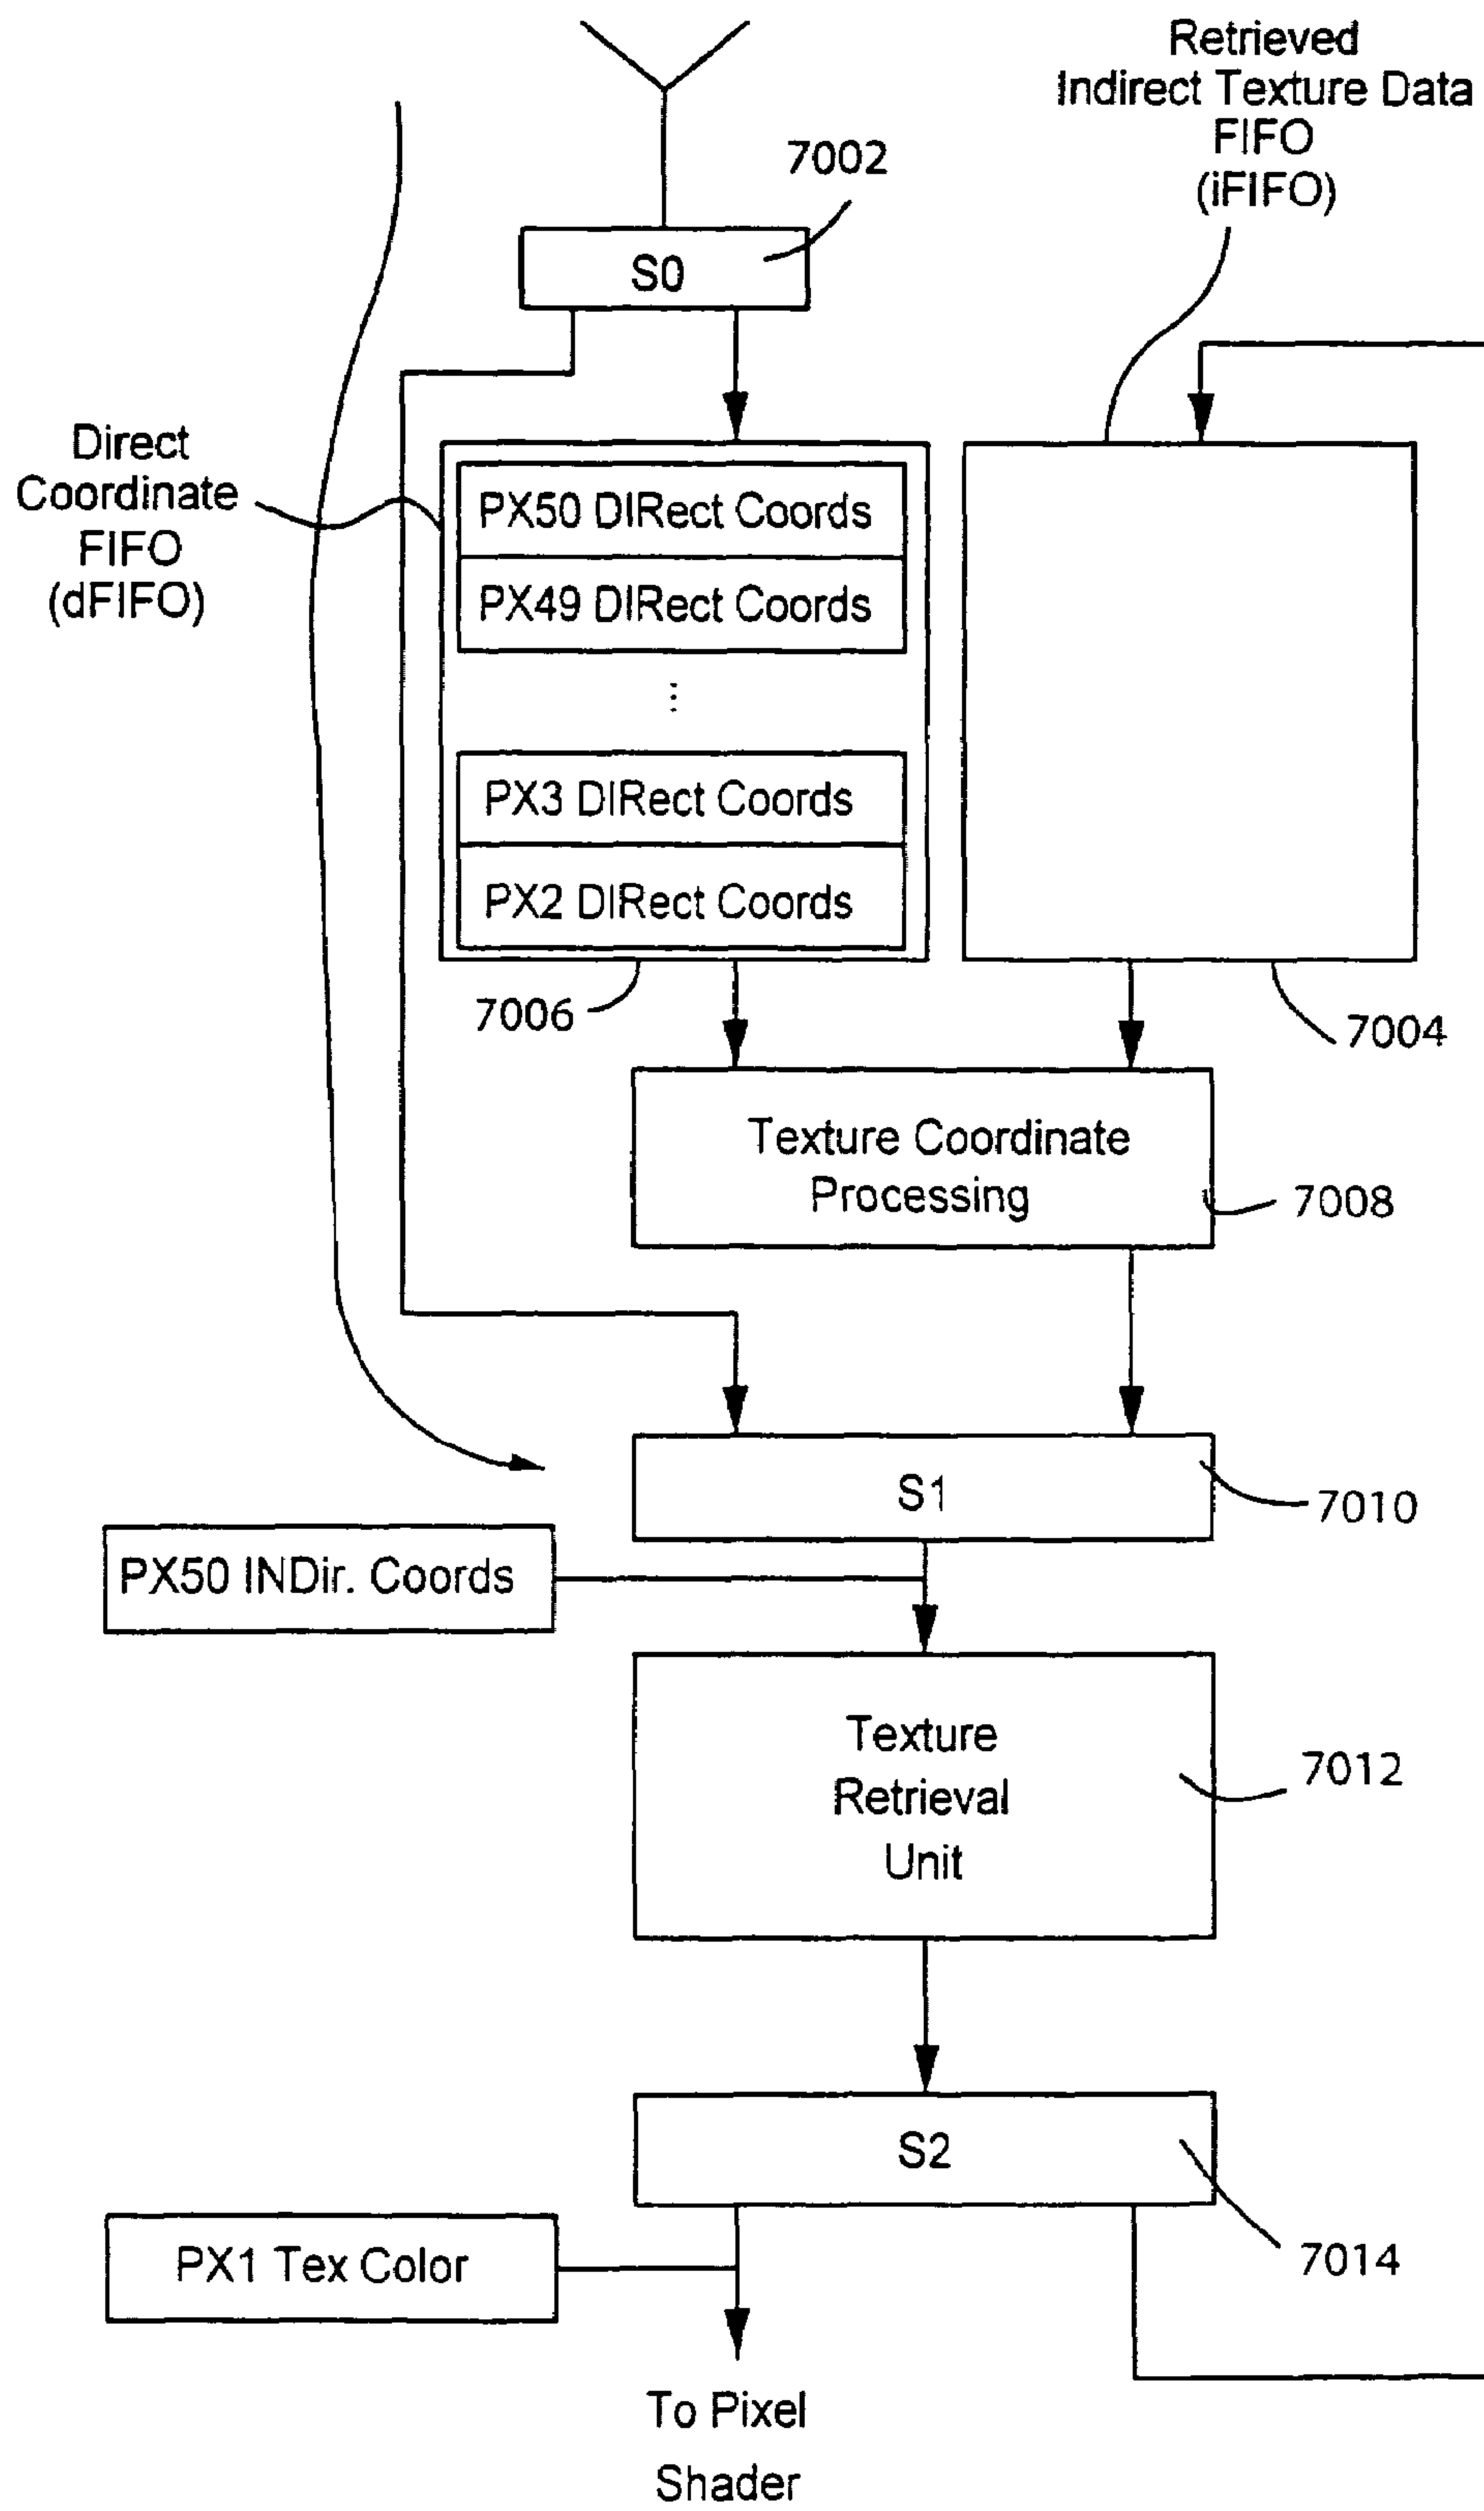 Retrieved
Indirect Texture Data
FIFO
(iFIFO)
7002
S0
Direct
Coordinate
FIFO
(dFIFO)
PX50 DIRect Coords
PX49 DIRect Coords
⋮
PX3 DIRect Coords
PX2 DIRect Coords
7006
7004
Texture Coordinate
Processing
7008
S1
7010
PX50 INDir. Coords
Texture
Retrieval
Unit
7012
S2
7014
PX1 Tex Color
To Pixel
Shader